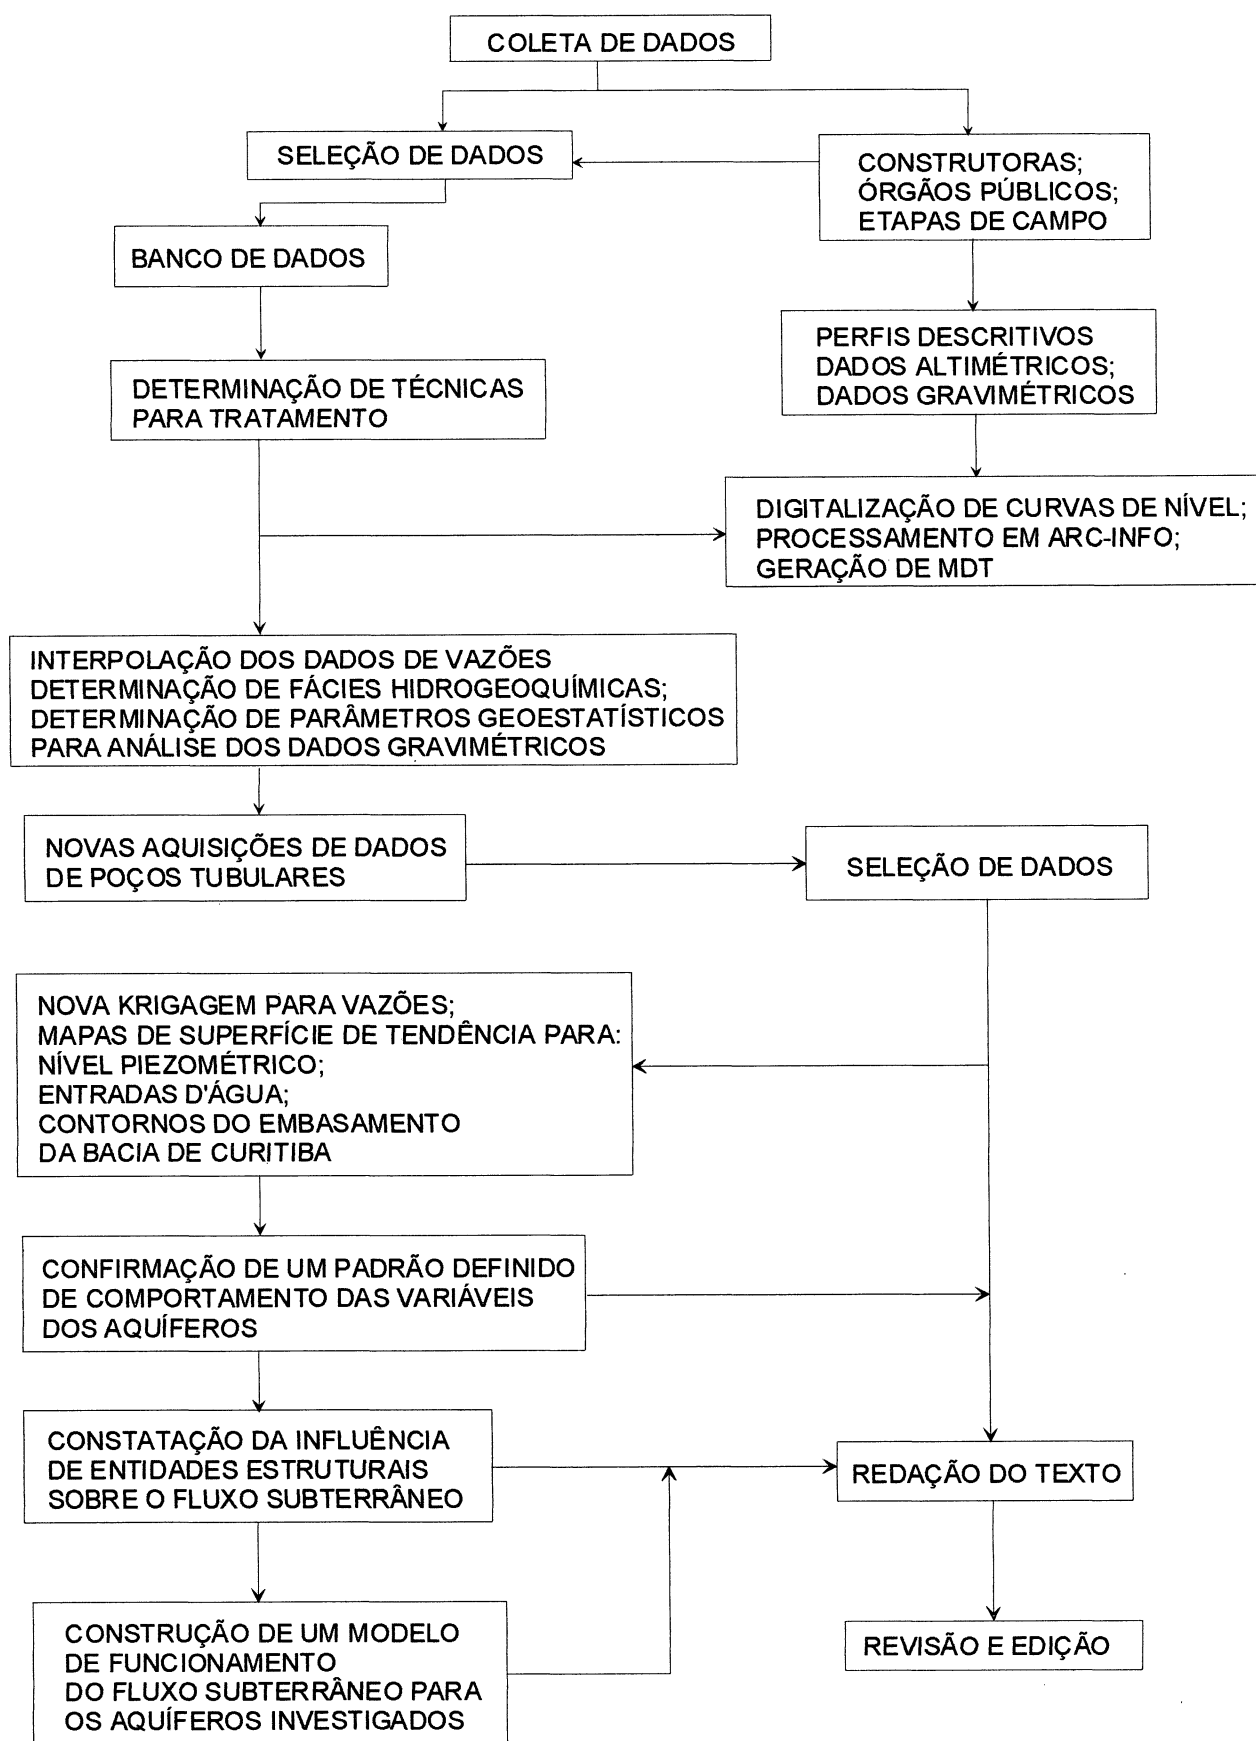 COLETA DE DADOS
SELEÇÃO DE DADOS
CONSTRUTORAS;
ÓRGÃOS PÚBLICOS;
ETAPAS DE CAMPO
BANCO DE DADOS
PERFIS DESCRITIVOS
DADOS ALTIMÉTRICOS;
DADOS GRAVIMÉTRICOS
DETERMINAÇÃO DE TÉCNICAS
PARA TRATAMENTO
DIGITALIZAÇÃO DE CURVAS DE NÍVEL;
PROCESSAMENTO EM ARC-INFO;
GERAÇÃO DE MDT
INTERPOLAÇÃO DOS DADOS DE VAZÕES
DETERMINAÇÃO DE FÁCIES HIDROGEOQUÍMICAS;
DETERMINAÇÃO DE PARÂMETROS GEOESTATÍSTICOS
PARA ANÁLISE DOS DADOS GRAVIMÉTRICOS
NOVAS AQUISIÇÕES DE DADOS
DE POÇOS TUBULARES
SELEÇÃO DE DADOS
NOVA KRIGAGEM PARA VAZÕES;
MAPAS DE SUPERFÍCIE DE TENDÊNCIA PARA:
NÍVEL PIEZOMÉTRICO;
ENTRADAS D'ÁGUA;
CONTORNOS DO EMBASAMENTO
DA BACIA DE CURITIBA
CONFIRMAÇÃO DE UM PADRÃO DEFINIDO
DE COMPORTAMENTO DAS VARIÁVEIS
DOS AQUÍFEROS
CONSTATAÇÃO DA INFLUÊNCIA
DE ENTIDADES ESTRUTURAIS
SOBRE O FLUXO SUBTERRÂNEO
REDAÇÃO DO TEXTO
CONSTRUÇÃO DE UM MODELO
DE FUNCIONAMENTO
DO FLUXO SUBTERRÂNEO PARA
OS AQUÍFEROS INVESTIGADOS
REVISÃO E EDIÇÃO